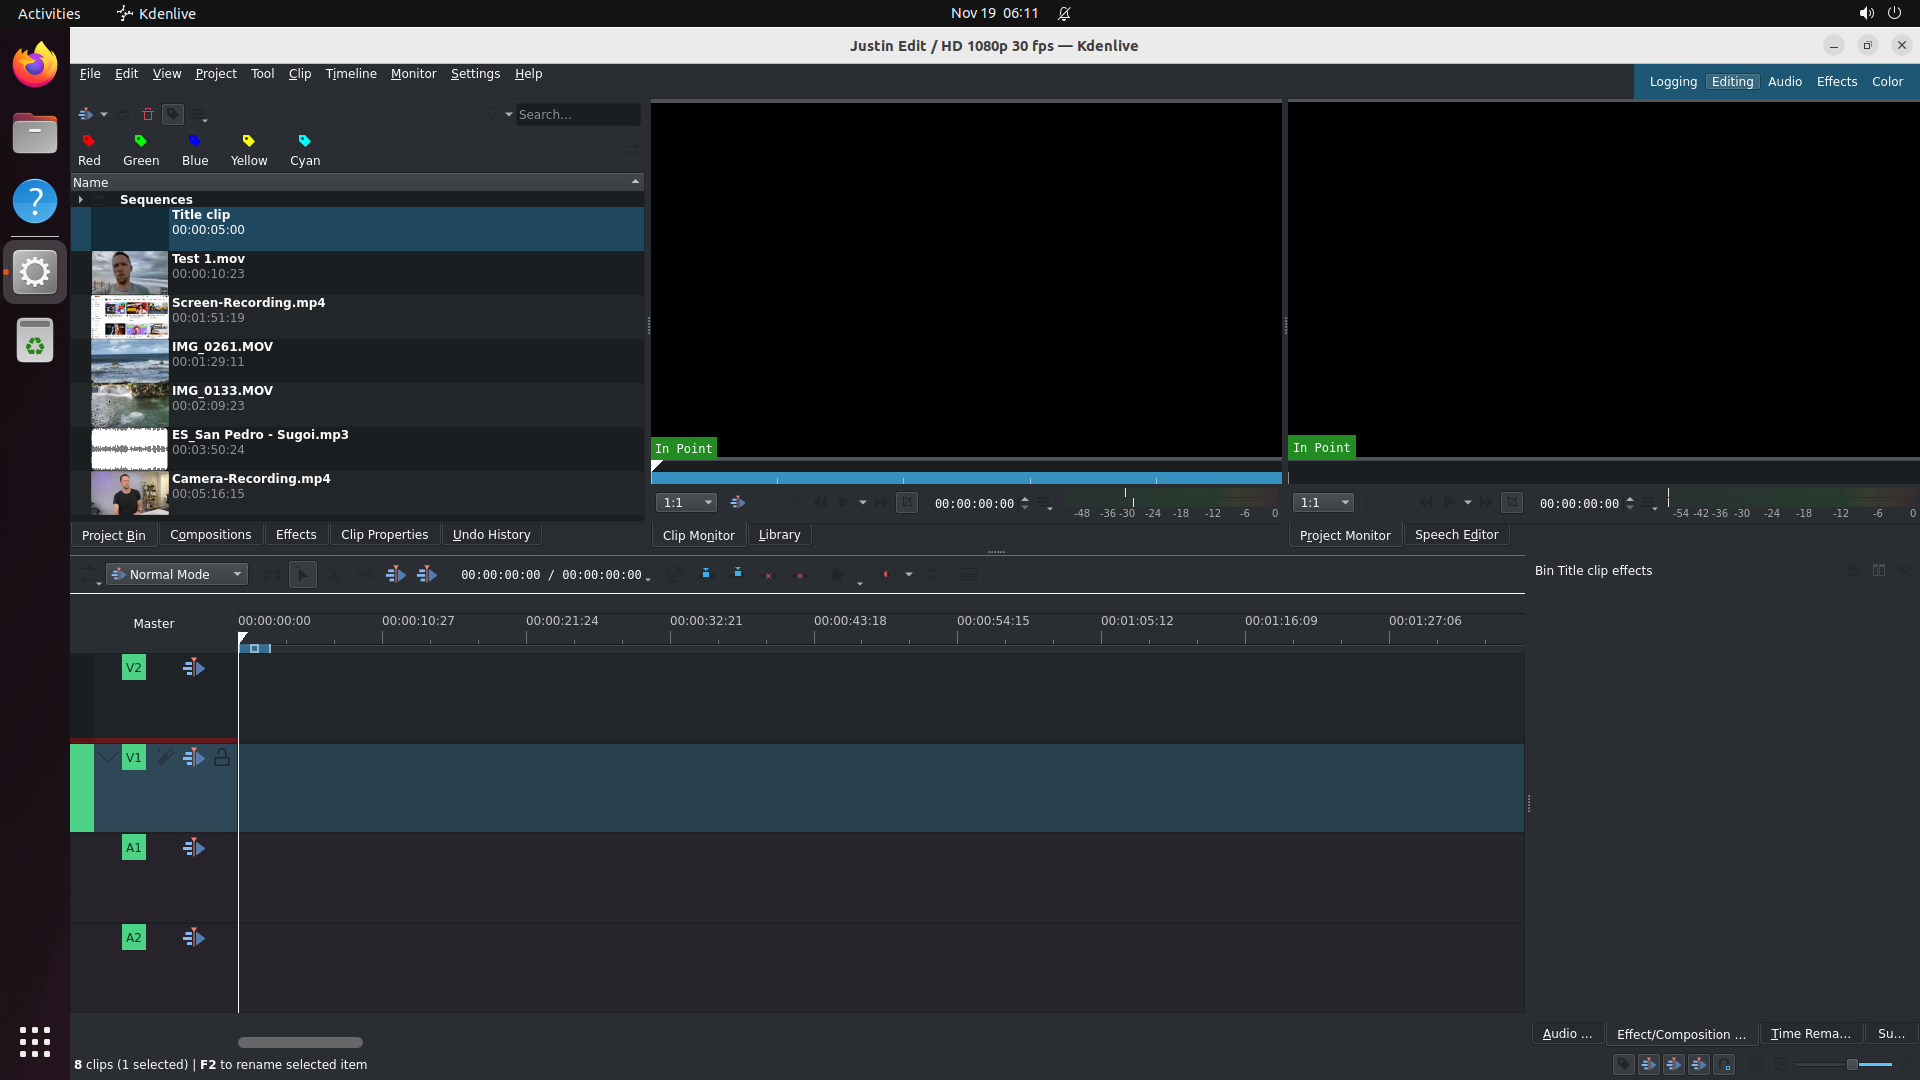 Activities
Kdenlive
Nov 19 06:11
Justin Edit / HD 1080p 30 fps — Kdenlive
File Edit View Project Tool Clip Timeline Monitor Settings Help
Logging Editing Audio Effects Color
Search...
Red Green Blue Yellow Cyan
Name
Sequences
Title clip
00:00:05:00
Test 1.mov
00:00:10:23
Screen-Recording.mp4
00:01:51:19
IMG_0261.MOV
00:01:29:11
IMG_0133.MOV
00:02:09:23
ES_San Pedro - Sugoi.mp3
00:03:50:24
Camera-Recording.mp4
00:05:16:15
Project Bin Compositions Effects Clip Properties Undo History
In Point
1:1
00:00:00:00
-48 -36 -30 -24 -18 -12 -6 0
Clip Monitor Library
In Point
1:1
00:00:00:00
-54 -42 -36 -30 -24 -18 -12 -6 0
Project Monitor Speech Editor
Normal Mode
00:00:00:00 / 00:00:00:00
Bin Title clip effects
Master
00:00:00:00 00:00:10:27 00:00:21:24 00:00:32:21 00:00:43:18 00:00:54:15 00:01:05:12 00:01:16:09 00:01:27:06
V2
V1
A1
A2
Audio ... Effect/Composition ... Time Rema... Su...
8 clips (1 selected) | F2 to rename selected item